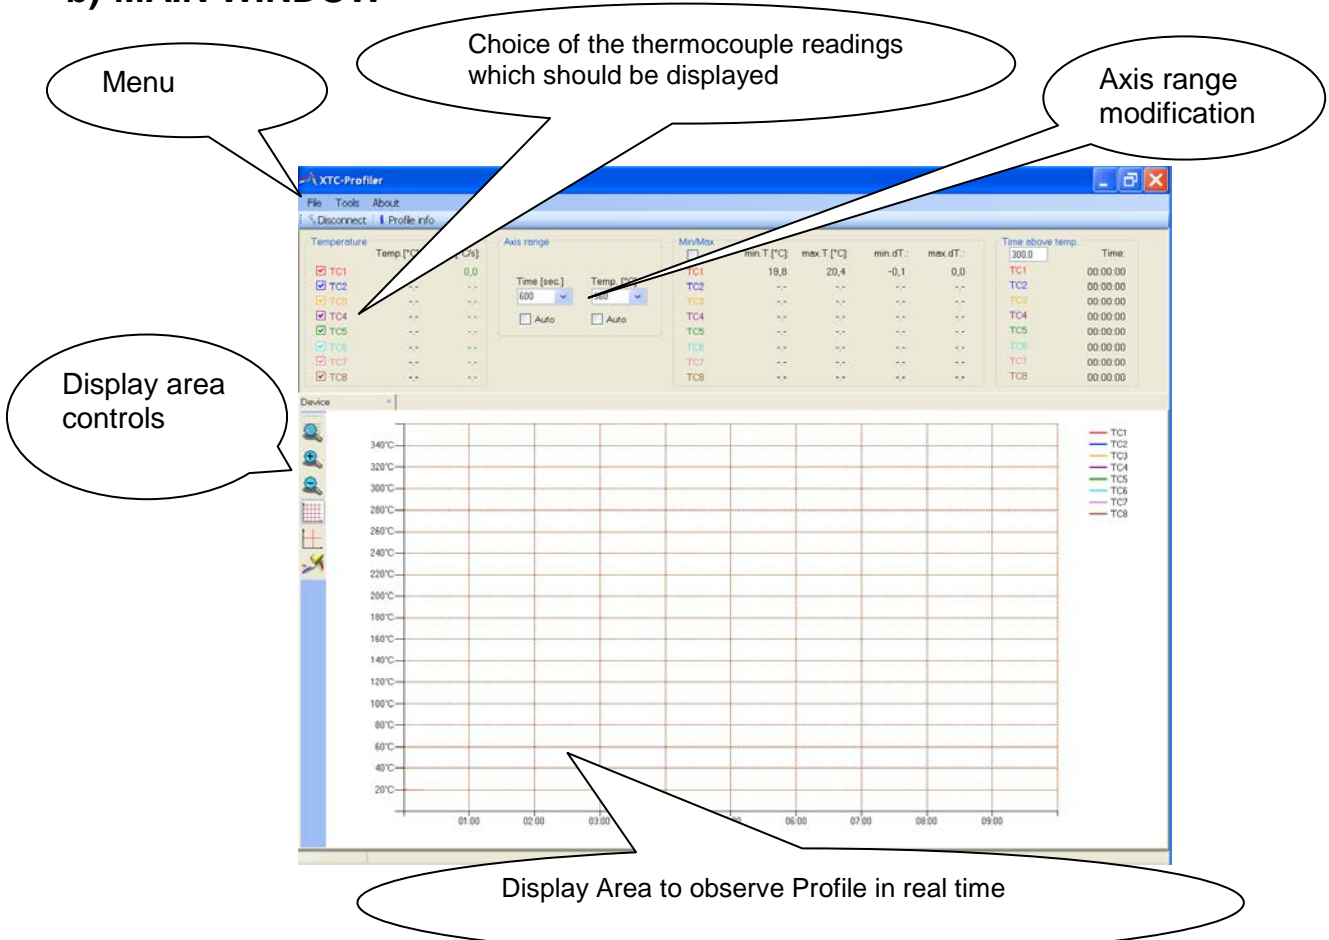 b) MAIN WINDOW
Choice of the thermocouple readings
which should be displayed
Menu
Axis range
modification
XTC-Profiler
File Tools About
Disconnect Profile info
Temperature
Temp.[°C] [°C/s]
TC1 0,0
TC2 -.- -.-
TC3 -.- -.-
TC4 -.- -.-
TC5 -.- -.-
TC6 -.- -.-
TC7 -.- -.-
TC8 -.- -.-
Axis range
Time [sec.] Temp. [°C]
600
Auto Auto
Min/Max
min.T.[°C] max.T.[°C] min.dT.: max.dT.:
TC1 19,8 20,4 -0,1 0,0
TC2 -.- -.- -.- -.-
TC3 -.- -.- -.- -.-
TC4 -.- -.- -.- -.-
TC5 -.- -.- -.- -.-
TC6 -.- -.- -.- -.-
TC7 -.- -.- -.- -.-
TC8 -.- -.- -.- -.-
Time above temp.
300.0 Time:
TC1 00:00:00
TC2 00:00:00
TC3 00:00:00
TC4 00:00:00
TC5 00:00:00
TC6 00:00:00
TC7 00:00:00
TC8 00:00:00
Display area
controls
Device
340°C
320°C
300°C
280°C
260°C
240°C
220°C
200°C
180°C
160°C
140°C
120°C
100°C
80°C
60°C
40°C
20°C
01:00 02:00 03:00 06:00 07:00 08:00 09:00
TC1
TC2
TC3
TC4
TC5
TC6
TC7
TC8
Display Area to observe Profile in real time